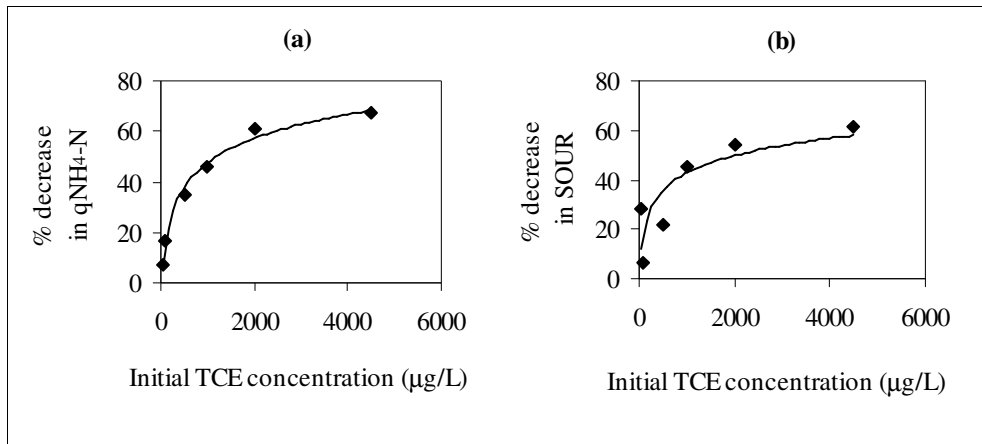 (a)
% decrease
in qNH4-N
80
60
40
20
0
0 2000 4000 6000
Initial TCE concentration (μg/L)
(b)
% decrease
in SOUR
80
60
40
20
0
0 2000 4000 6000
Initial TCE concentration (μg/L)